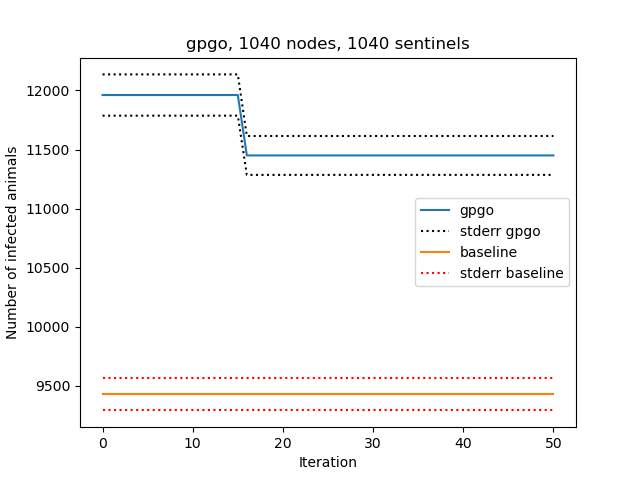 gpgo, 1040 nodes, 1040 sentinels
Number of infected animals
12000
11500
11000
10500
10000
9500
gpgo
stderr gpgo
baseline
stderr baseline
0 10 20 30 40 50
Iteration